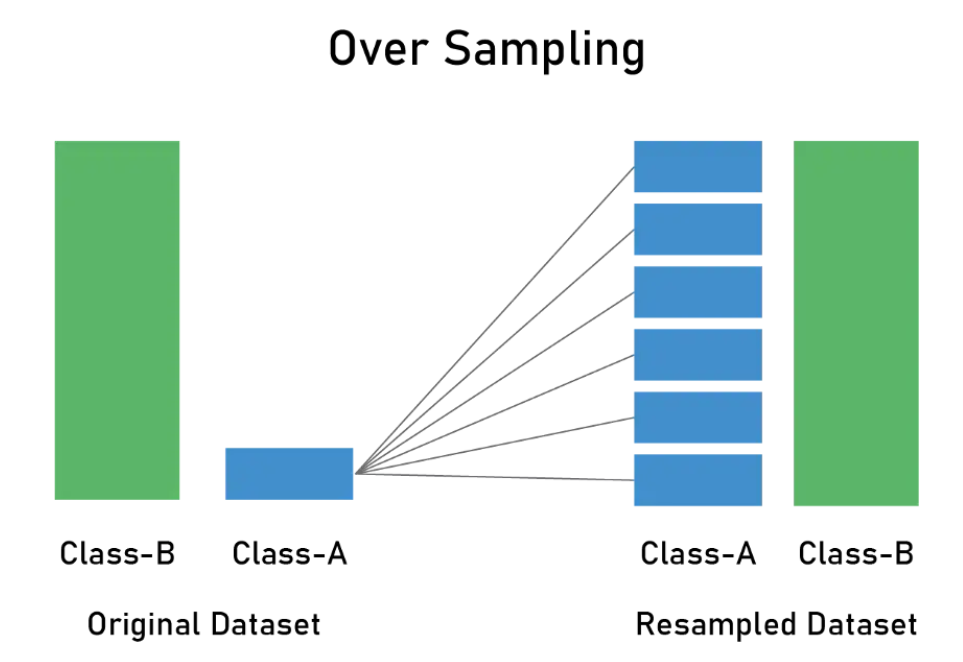 Over Sampling
Class-B Class-A Class-A Class-B
Original Dataset Resampled Dataset